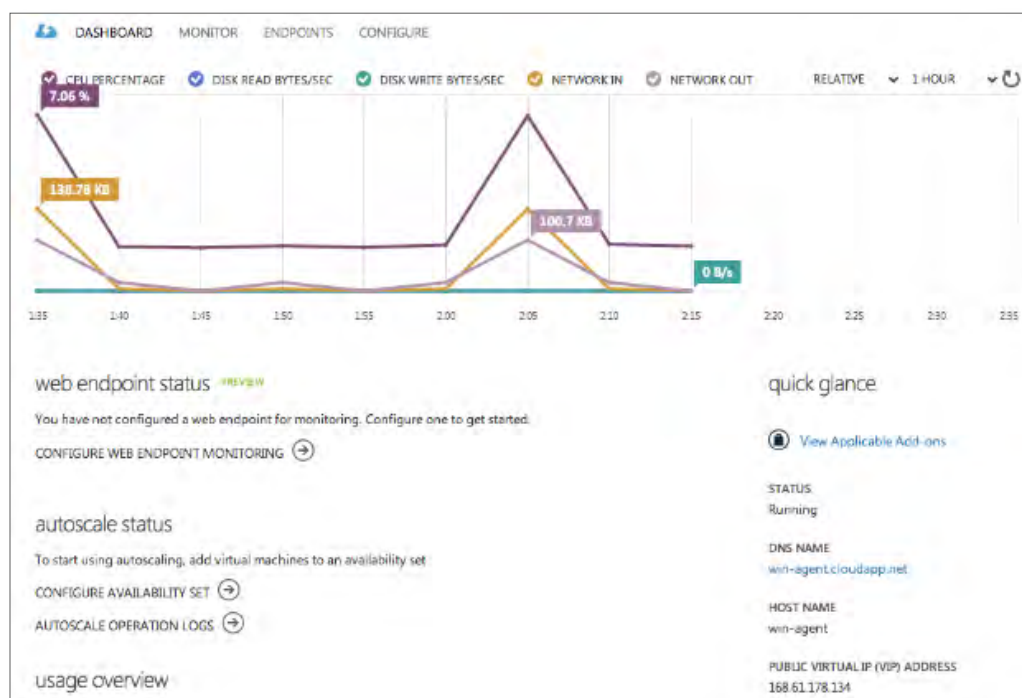 DASHBOARD MONITOR ENDPOINTS CONFIGURE
CPU PERCENTAGE DISK READ BYTES/SEC DISK WRITE BYTES/SEC NETWORK IN NETWORK OUT RELATIVE 1 HOUR
7.06 %
138.78 KB
100.7 KB
0 B/s
1:35 1:40 1:45 1:50 1:55 2:00 2:05 2:10 2:15 2:20 2:25 2:30 2:35
web endpoint status PREVIEW
You have not configured a web endpoint for monitoring. Configure one to get started.
CONFIGURE WEB ENDPOINT MONITORING
autoscale status
To start using autoscaling, add virtual machines to an availability set
CONFIGURE AVAILABILITY SET
AUTOSCALE OPERATION LOGS
usage overview
quick glance
View Applicable Add-ons
STATUS
Running
DNS NAME
win-agent.cloudapp.net
HOST NAME
win-agent
PUBLIC VIRTUAL IP (VIP) ADDRESS
168.61.178.134